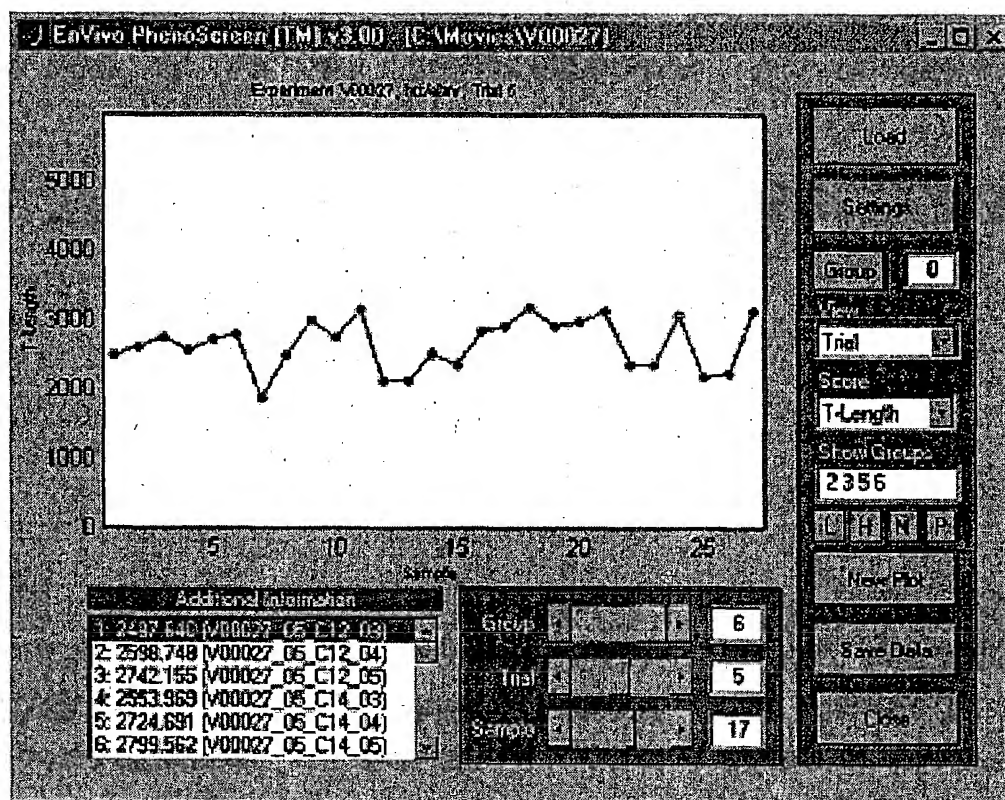 EnVivo PhenoScreen [TM] v3.00 - [C:\Movies\V00027]
Experiment V00027, Trial 5
T-Length
5000
4000
3000
2000
1000
0
5
10
15
20
25
Sample
Load
Settings
Group
0
View
Trial
Score
T-Length
Show Groups
2356
L H N P
New Plot
Save Data
Close
Additional Information
1: 2497.640 [V00027_05_C12_03]
2: 2598.748 [V00027_05_C12_04]
3: 2742.155 [V00027_05_C12_05]
4: 2553.969 [V00027_05_C14_03]
5: 2724.691 [V00027_05_C14_04]
6: 2799.562 [V00027_05_C14_05]
Group
6
Trial
5
Sample
17